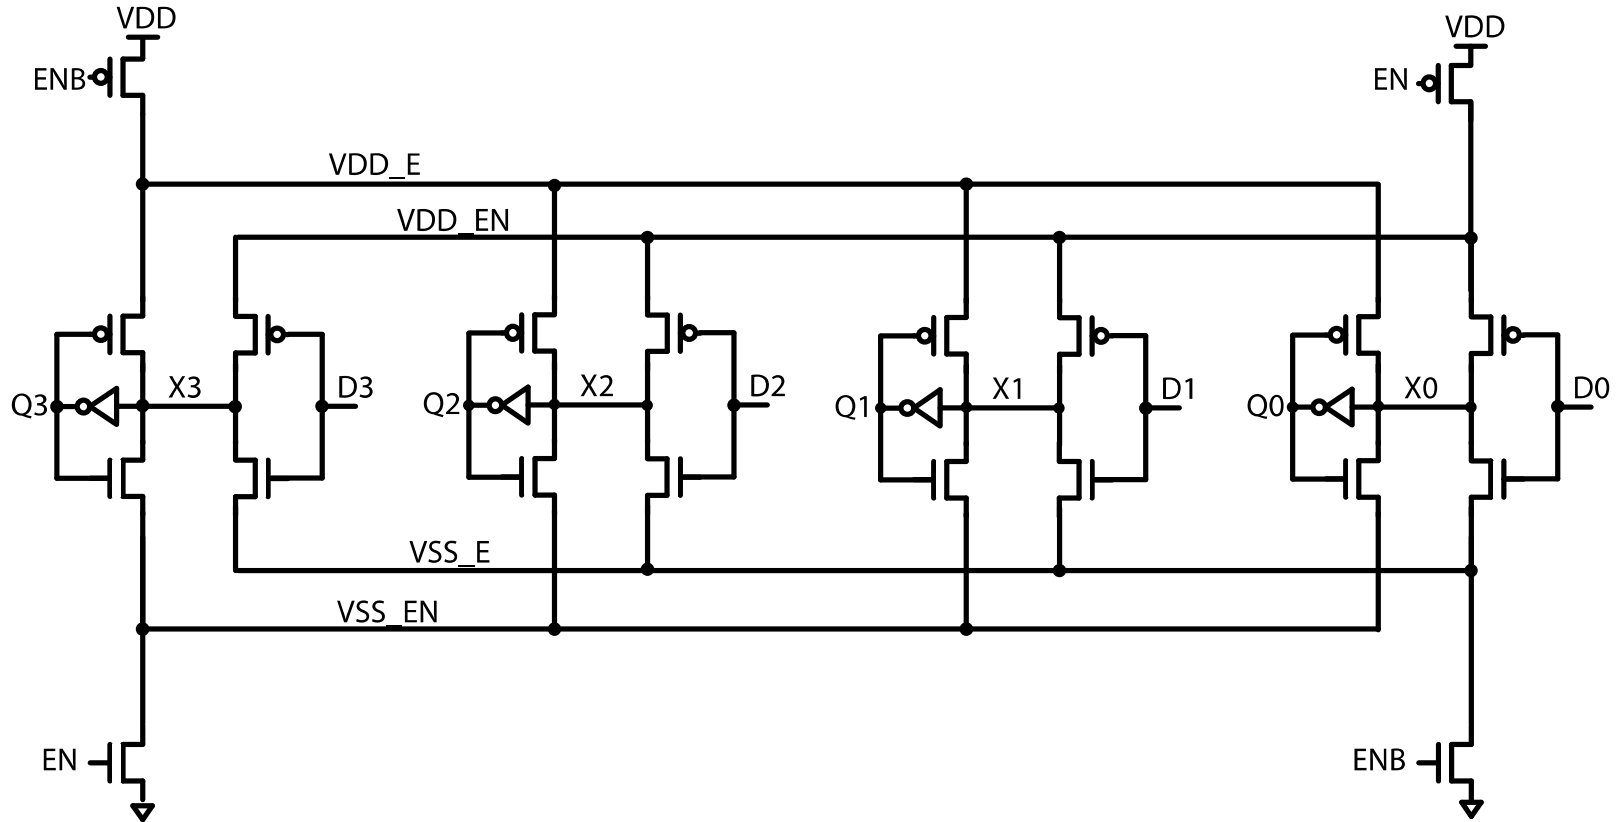 VDD
VDD
ENB
EN
VDD_E
VDD_EN
Q3
X3
D3
Q2
X2
D2
Q1
X1
D1
Q0
X0
D0
VSS_E
VSS_EN
EN
ENB